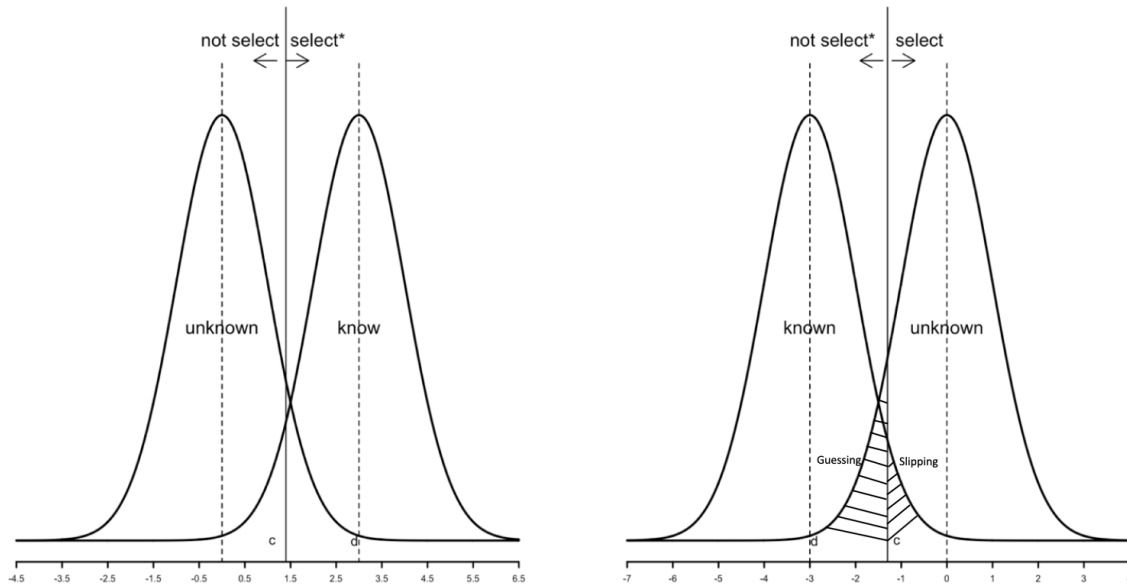 not select select*
unknown
know
c
d
-4.5 -3.5 -2.5 -1.5 -0.5 0.5 1.5 2.5 3.5 4.5 5.5 6.5
not select* select
known
unknown
Guessing
Slipping
d
c
-7 -6 -5 -4 -3 -2 -1 0 1 2 3